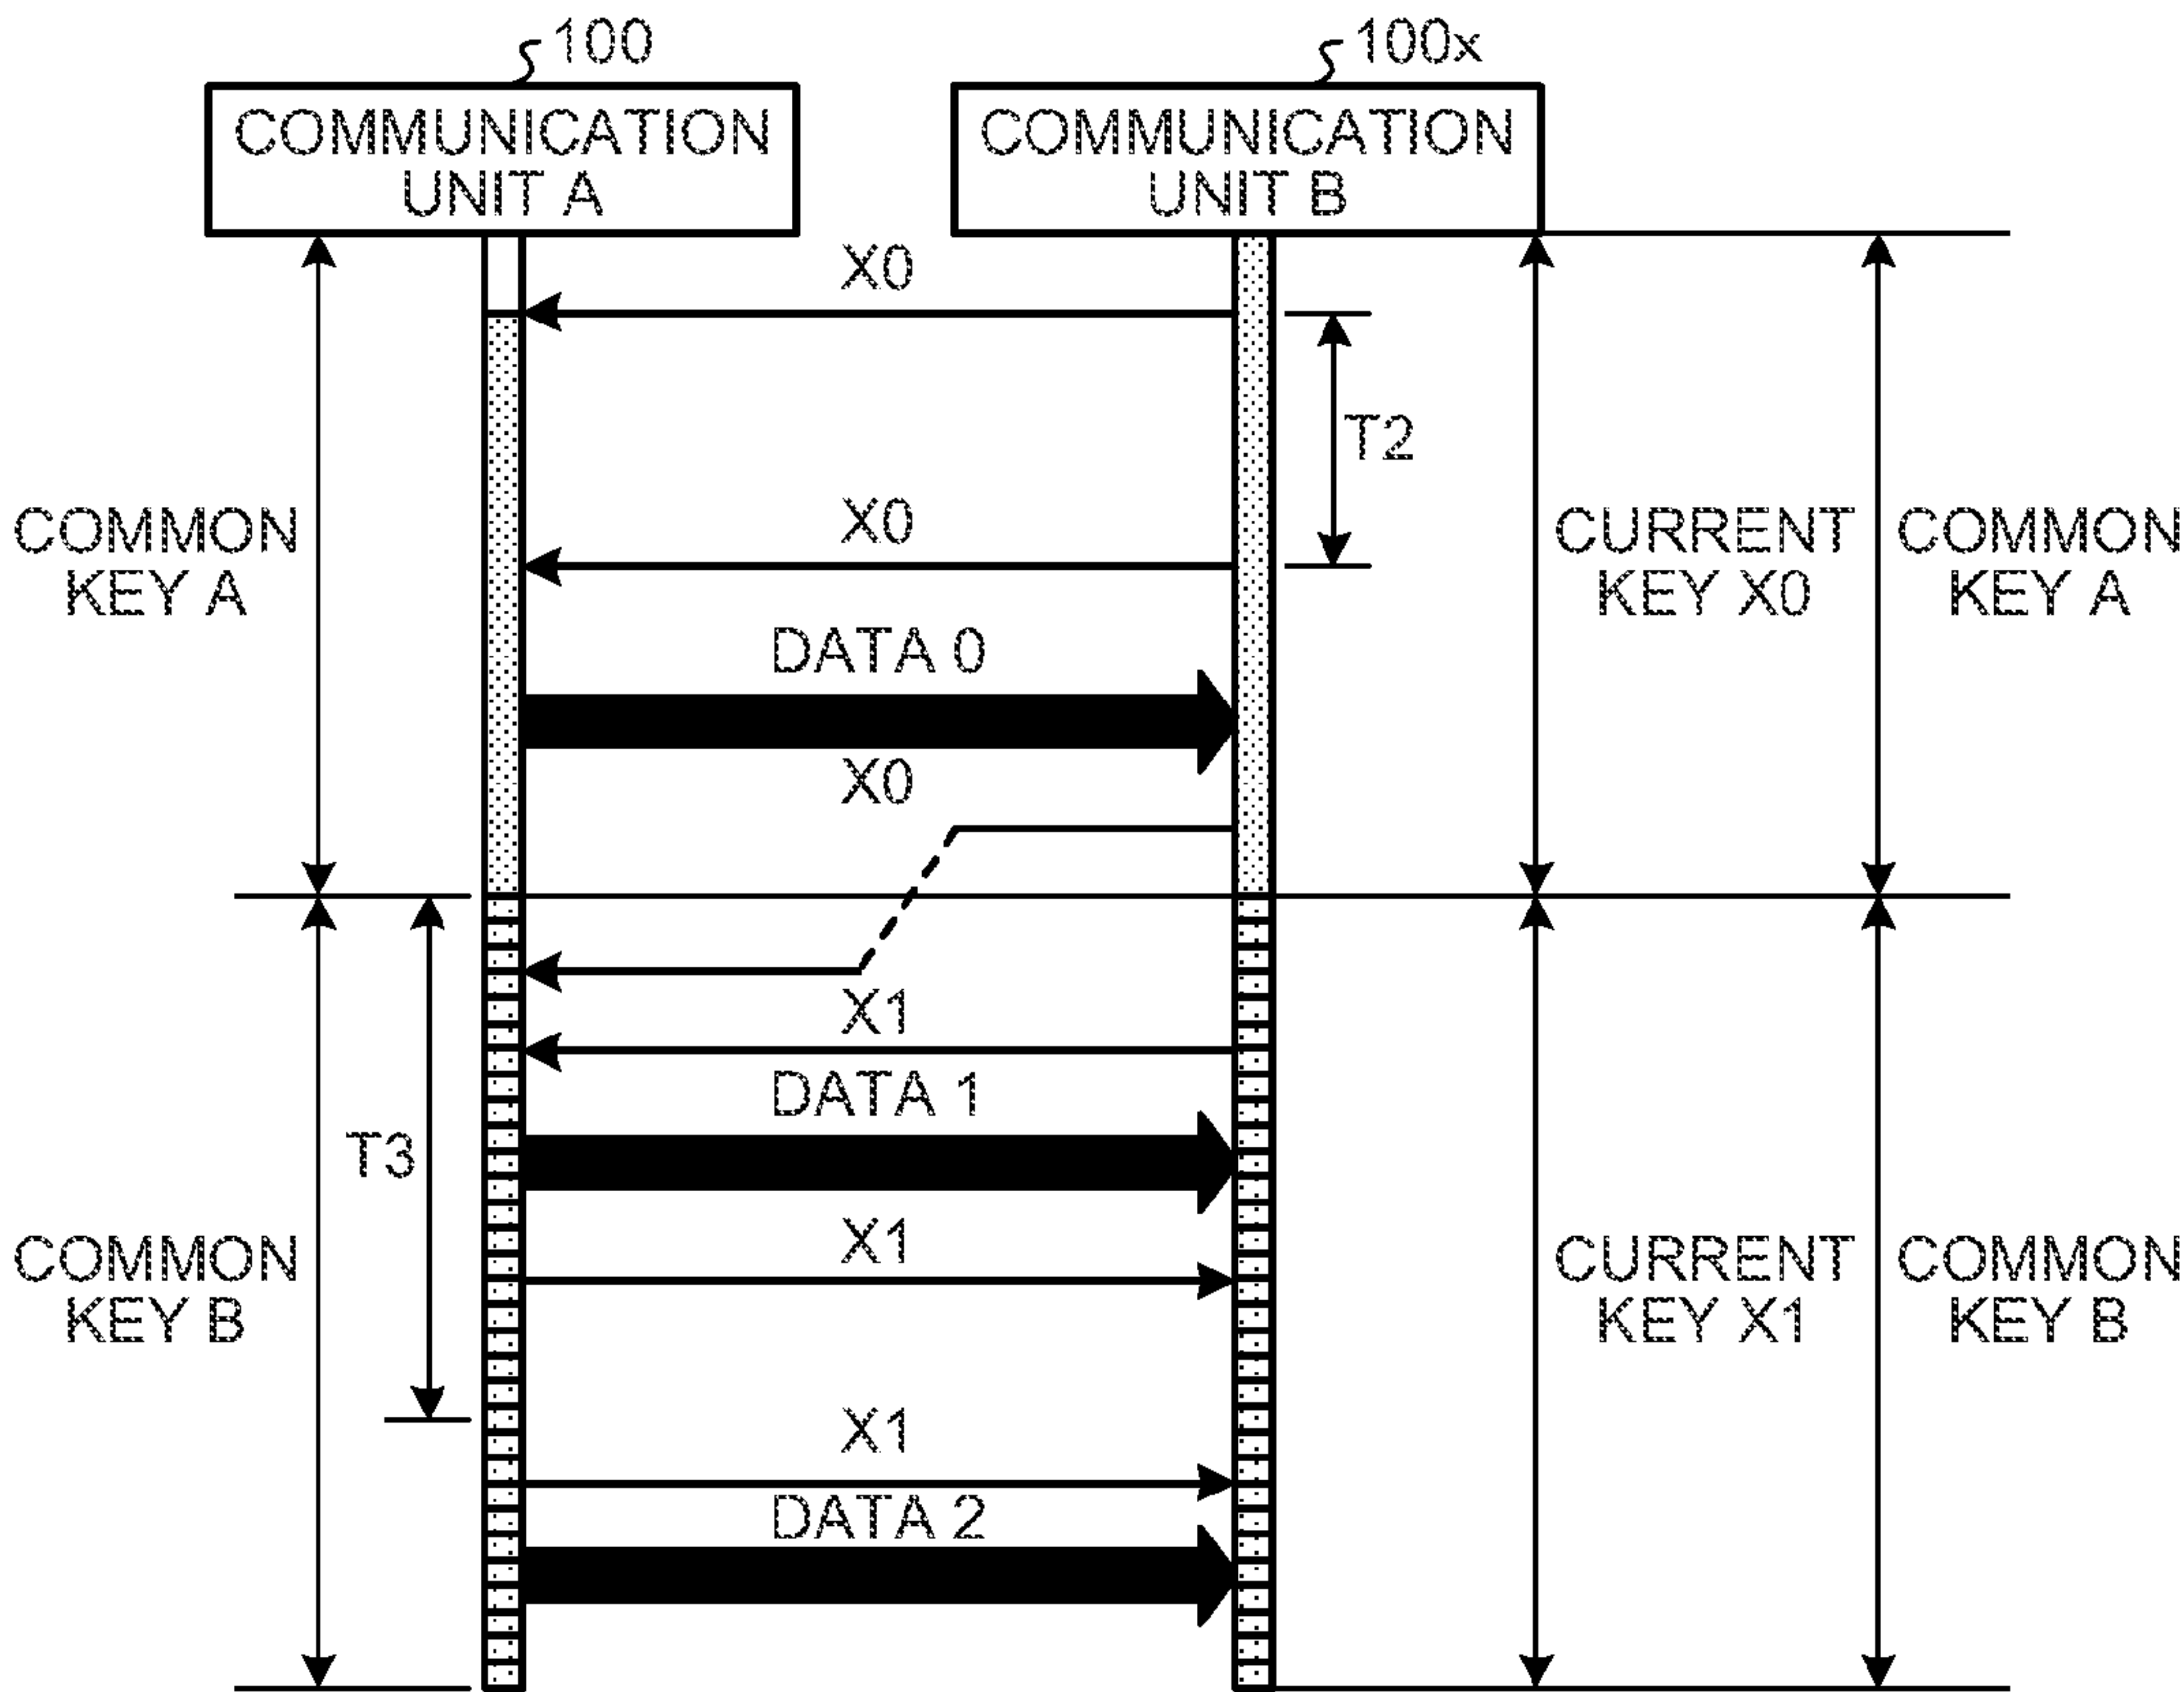 100
100x
COMMUNICATION
UNIT A
COMMUNICATION
UNIT B
X0
T2
X0
COMMON
KEY A
CURRENT
KEY X0
COMMON
KEY A
DATA 0
X0
X1
DATA 1
T3
X1
COMMON
KEY B
CURRENT
KEY X1
COMMON
KEY B
X1
DATA 2